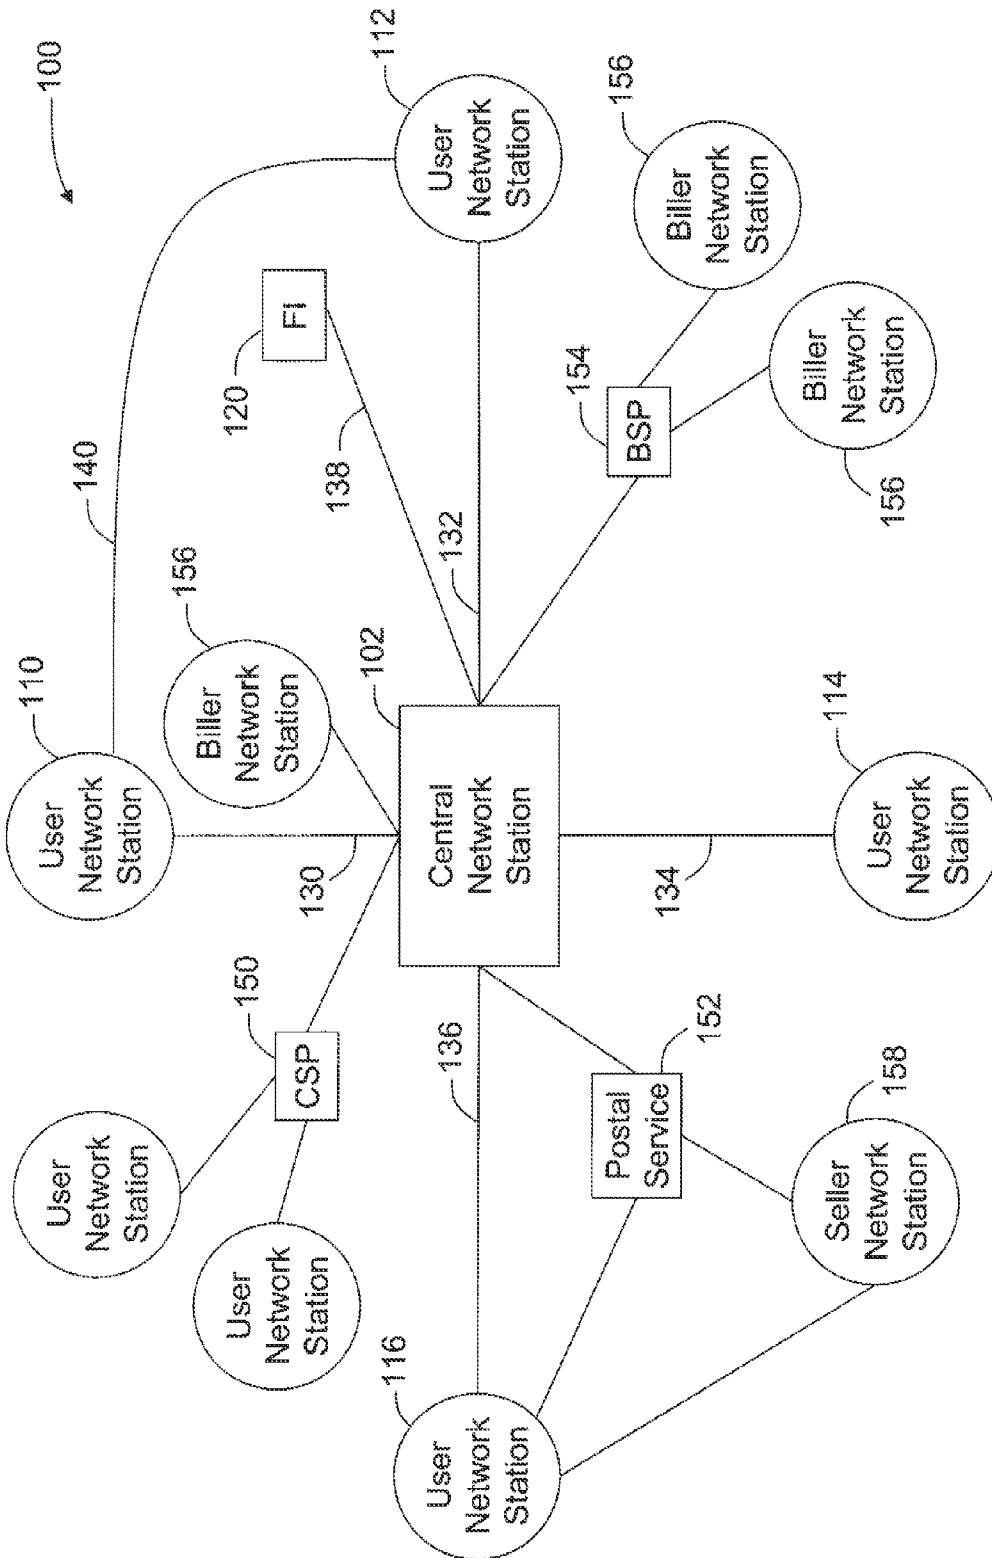 100
User
Network
Station
112
140
FI
120
138
132
User
Network
Station
110
Biller
Network
Station
156
130
Central
Network
Station
102
BSP
154
Biller
Network
Station
156
Biller
Network
Station
156
User
Network
Station
CSP
150
User
Network
Station
User
Network
Station
114
134
136
User
Network
Station
116
Postal
Service
152
Seller
Network
Station
158